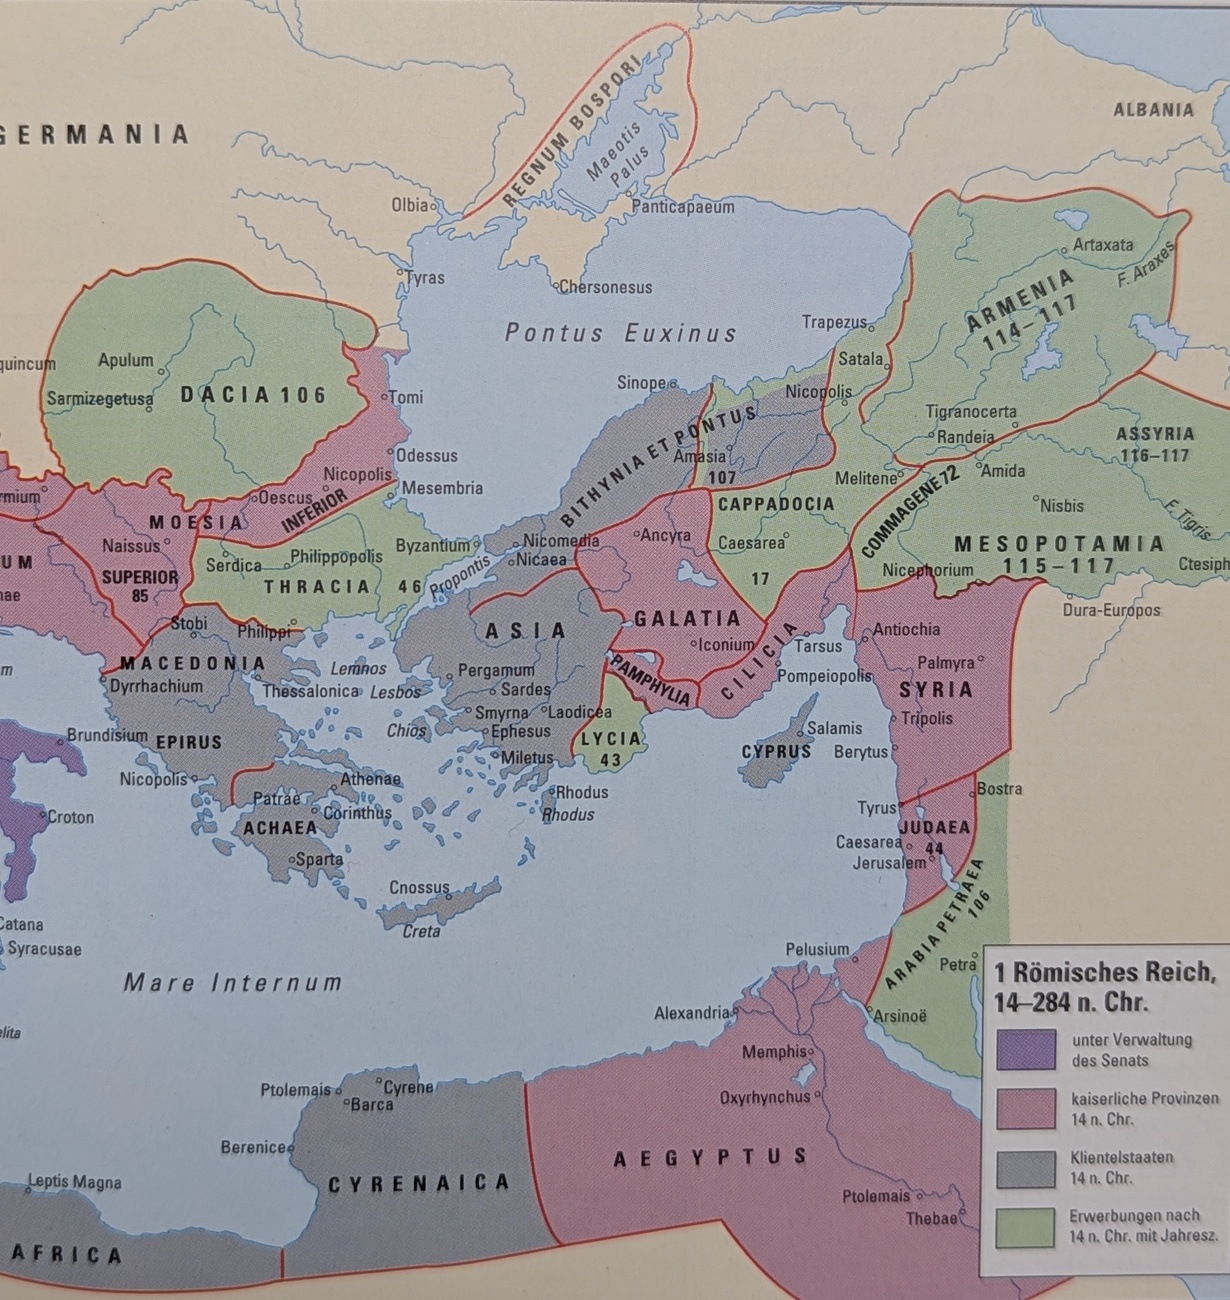 GERMANIA
REGNUM BOSPORI
Maeotis
Palus
ALBANIA
Olbia
Panticapaeum
Tyras
Chersonesus
Artaxata
F. Araxes
ARMENIA
114–117
Pontus Euxinus
Trapezus
Satala
quincum
Apulum
Sarmizegetusa
DACIA 106
Tomi
Sinope
Nicopolis
BITHYNIA ET PONTUS
Amasia
107
Tigranocerta
Randeia
ASSYRIA
116–117
Odessus
Nicopolis
Mesembria
Melitene
COMMAGENE 72
Amida
Nisbis
F. Tigris
rmium
Oescus
MOESIA
INFERIOR
CAPPADOCIA
Caesarea
17
Naissus
SUPERIOR
85
Serdica
Philippopolis
THRACIA 46
Byzantium
Propontis
Nicomedia
Nicaea
Ancyra
MESOPOTAMIA
115–117
Nicephorium
Ctesiph
Dura-Europos
UM
nae
Stobi
Philippi
ASIA
GALATIA
Iconium
CILICIA
Tarsus
Pompeiopolis
Antiochia
Palmyra
SYRIA
Tripolis
m
MACEDONIA
Dyrrhachium
Thessalonica
Lemnos
Lesbos
Pergamum
Sardes
PAMPHYLIA
Smyrna
Laodicea
Chios
Ephesus
Miletus
LYCIA
43
CYPRUS
Salamis
Berytus
Brundisium
EPIRUS
Nicopolis
Athenae
Patrae
Corinthus
ACHAEA
Sparta
Rhodus
Rhodus
Croton
Tyrus
Bostra
JUDAEA
44
Caesarea
Jerusalem
Cnossus
Creta
Catana
Syracusae
Mare Internum
elita
Pelusium
ARABIA PETRAEA
106
Petra
Arsinoë
Alexandria
Memphis
Oxyrhynchus
Ptolemais
Cyrene
Barca
Berenice
CYRENAICA
AEGYPTUS
Leptis Magna
AFRICA
Ptolemais
Thebae
1 Römisches Reich,
14–284 n. Chr.
unter Verwaltung
des Senats
kaiserliche Provinzen
14 n. Chr.
Klientelstaaten
14 n. Chr.
Erwerbungen nach
14 n. Chr. mit Jahresz.